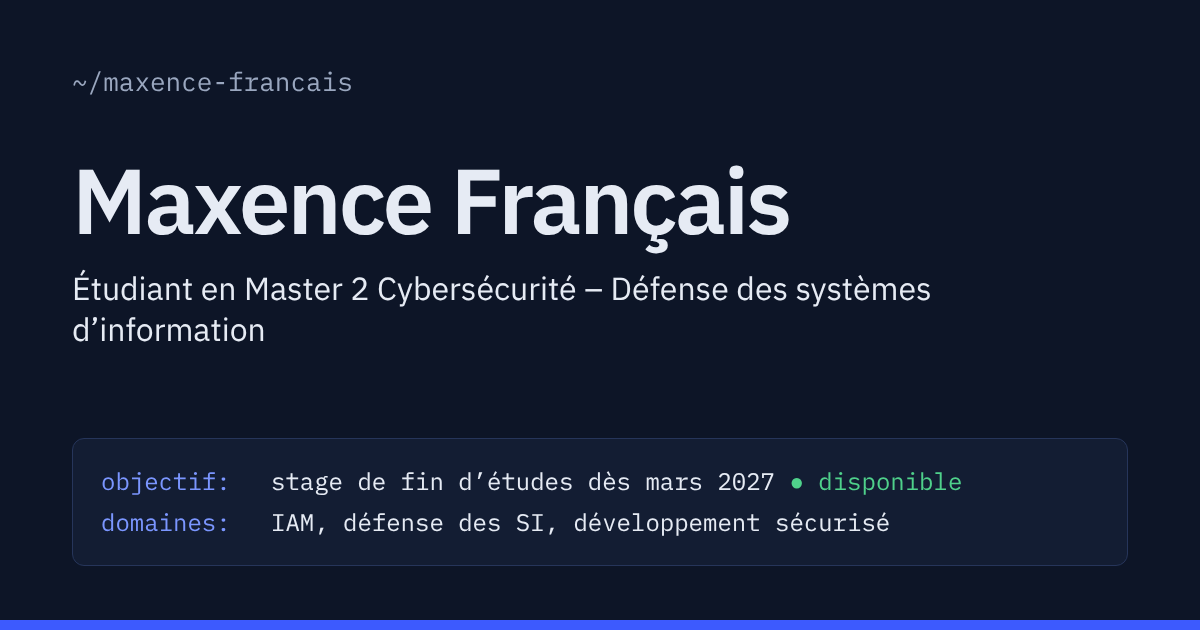 ~/maxence-francais
Maxence Français
Étudiant en Master 2 Cybersécurité – Défense des systèmes
d’information
objectif: stage de fin d’études dès mars 2027 ● disponible
domaines: IAM, défense des SI, développement sécurisé